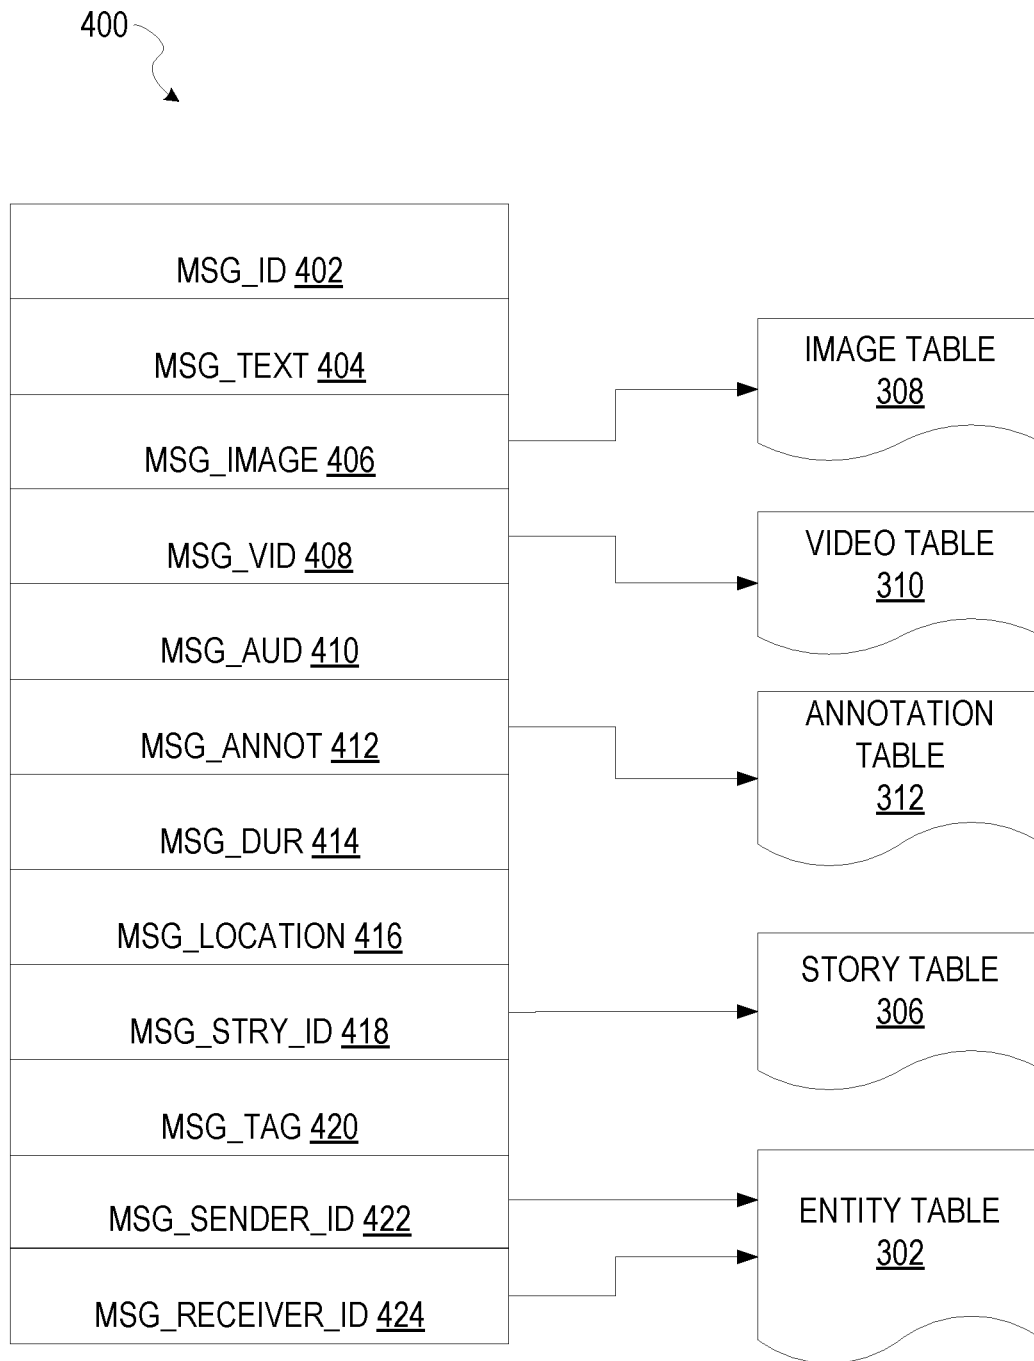 400
MSG_ID 402
MSG_TEXT 404
MSG_IMAGE 406
MSG_VID 408
MSG_AUD 410
MSG_ANNOT 412
MSG_DUR 414
MSG_LOCATION 416
MSG_STRY_ID 418
MSG_TAG 420
MSG_SENDER_ID 422
MSG_RECEIVER_ID 424
IMAGE TABLE
308
VIDEO TABLE
310
ANNOTATION
TABLE
312
STORY TABLE
306
ENTITY TABLE
302